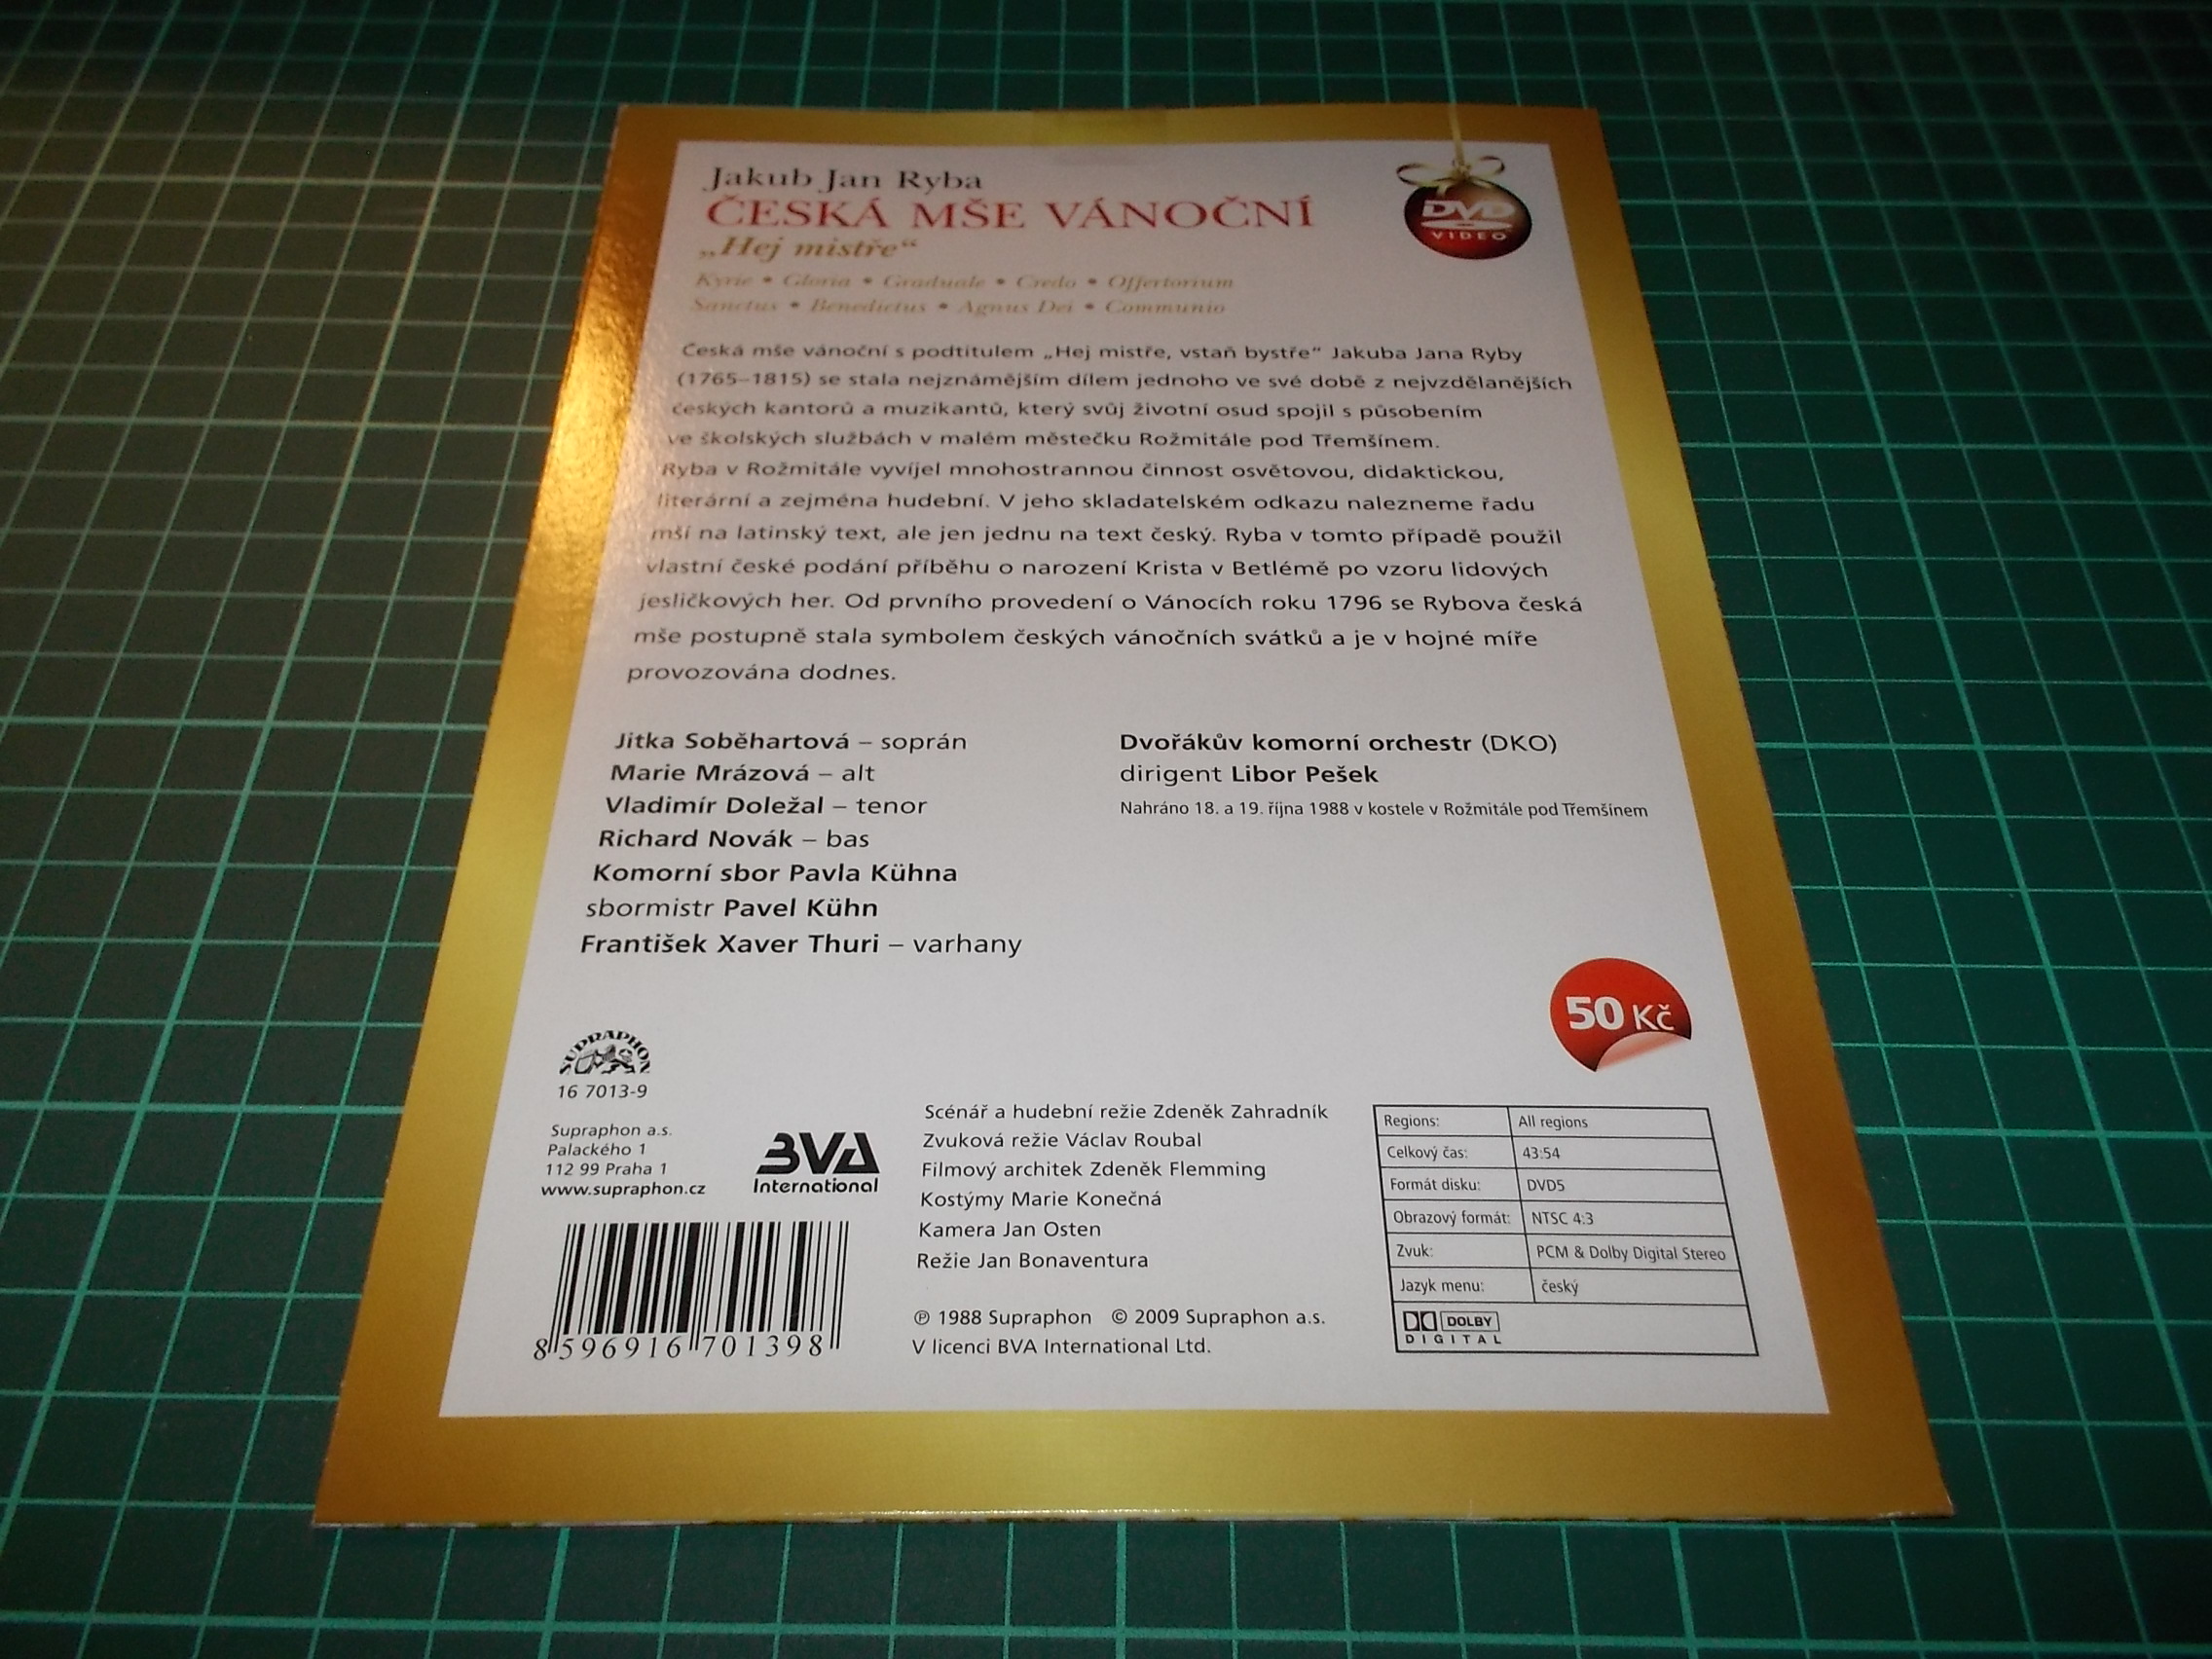 Jakub Jan Ryba
ČESKÁ MŠE VÁNOČNÍ
„Hej mistře“
Kyrie • Gloria • Graduale • Credo • Offertorium
Sanctus • Benedictus • Agnus Dei • Communio
DVD
VIDEO
Česká mše vánoční s podtitulem „Hej mistře, vstaň bystře“ Jakuba Jana Ryby
(1765–1815) se stala nejznámějším dílem jednoho ve své době z nejvzdělanějších
českých kantorů a muzikantů, který svůj životní osud spojil s působením
ve školských službách v malém městečku Rožmitále pod Třemšínem.
Ryba v Rožmitále vyvíjel mnohostrannou činnost osvětovou, didaktickou,
literární a zejména hudební. V jeho skladatelském odkazu nalezneme řadu
mší na latinský text, ale jen jednu na text český. Ryba v tomto případě použil
vlastní české podání příběhu o narození Krista v Betlémě po vzoru lidových
jesličkových her. Od prvního provedení o Vánocích roku 1796 se Rybova česká
mše postupně stala symbolem českých vánočních svátků a je v hojné míře
provozována dodnes.
Jitka Soběhartová – soprán
Marie Mrázová – alt
Vladimír Doležal – tenor
Richard Novák – bas
Komorní sbor Pavla Kühna
sbormistr Pavel Kühn
František Xaver Thuri – varhany
Dvořákův komorní orchestr (DKO)
dirigent Libor Pešek
Nahráno 18. a 19. října 1988 v kostele v Rožmitále pod Třemšínem
50 Kč
SUPRAPHON
16 7013-9
Supraphon a.s.
Palackého 1
112 99 Praha 1
www.supraphon.cz
BVA
International
8 596916 701398
Scénář a hudební režie Zdeněk Zahradník
Zvuková režie Václav Roubal
Filmový architek Zdeněk Flemming
Kostýmy Marie Konečná
Kamera Jan Osten
Režie Jan Bonaventura
℗ 1988 Supraphon © 2009 Supraphon a.s.
V licenci BVA International Ltd.
Regions: All regions
Celkový čas: 43:54
Formát disku: DVD5
Obrazový formát: NTSC 4:3
Zvuk: PCM & Dolby Digital Stereo
Jazyk menu: český
DOLBY
DIGITAL